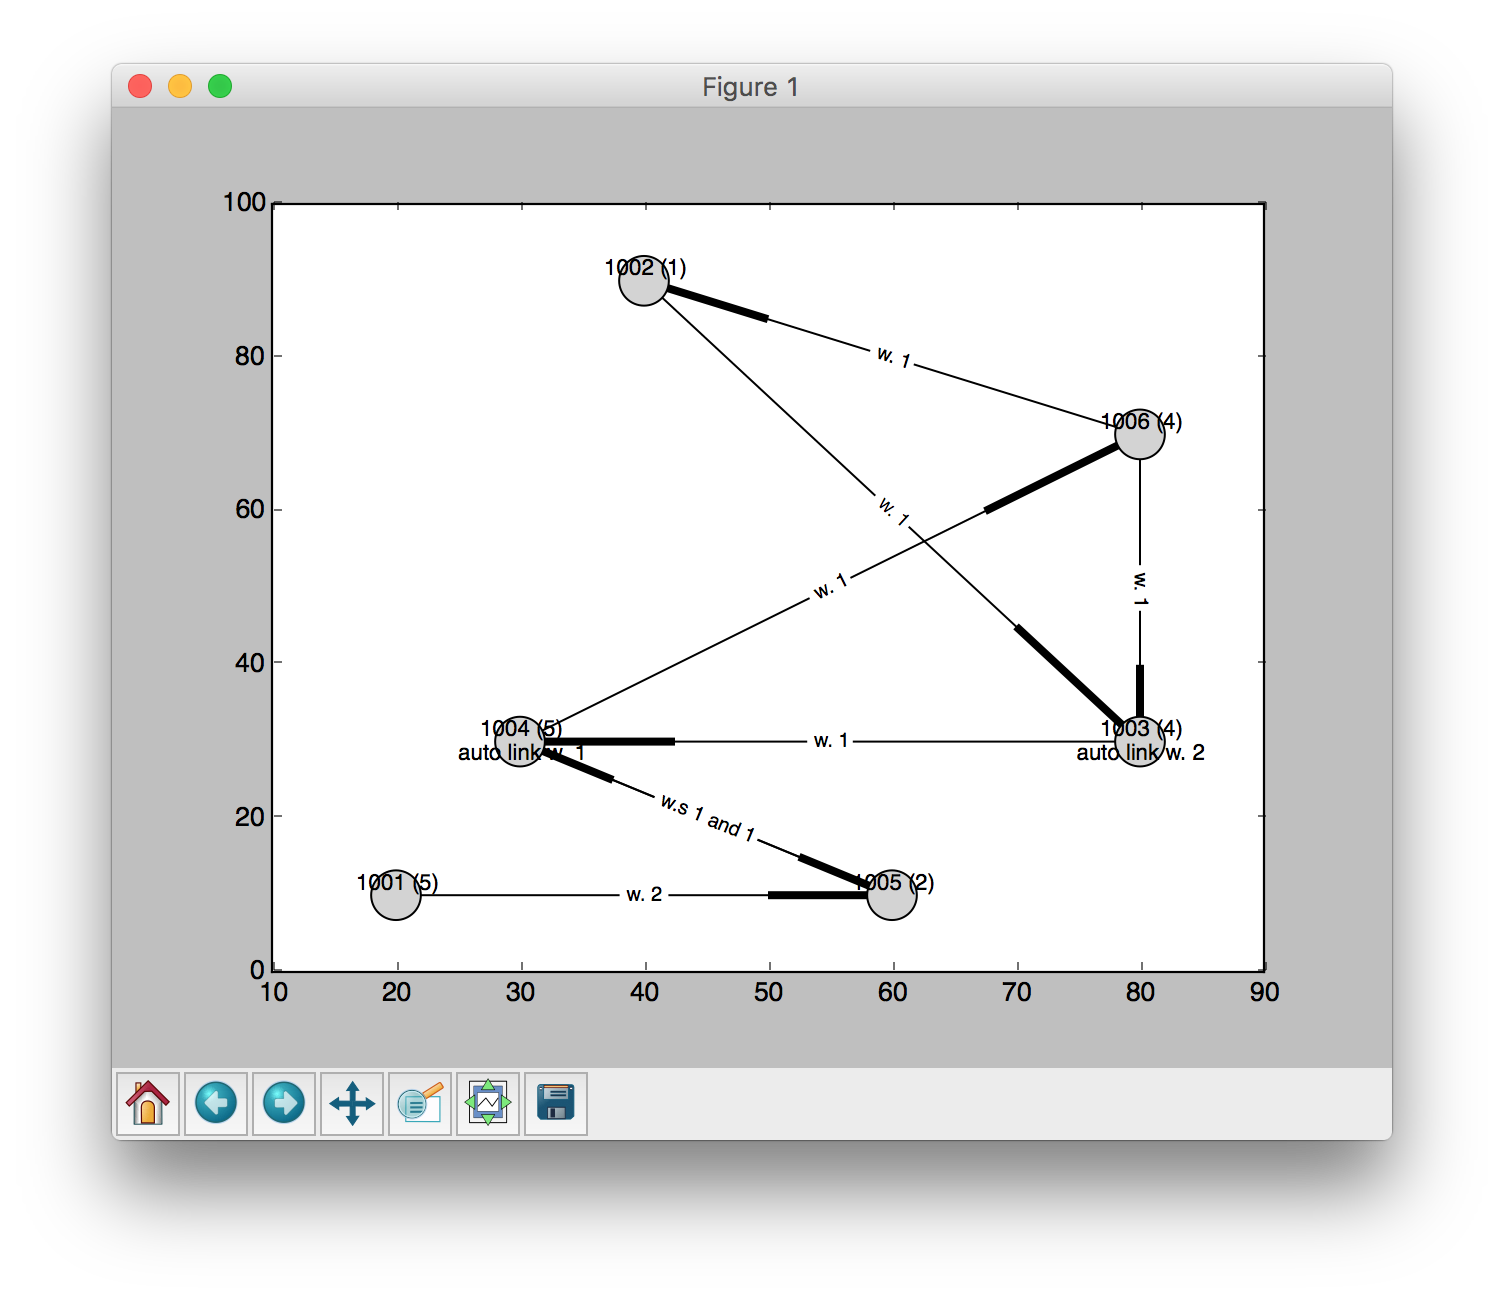 Figure 1
100
1002 (1)
80
w. 1
1006 (4)
60
w. 1
w. 1
w. 1
40
1004 (5)
auto link w. 1
w. 1
1003 (4)
auto link w. 2
20
w.s 1 and 1
1001 (5)
w. 2
1005 (2)
0
10 20 30 40 50 60 70 80 90